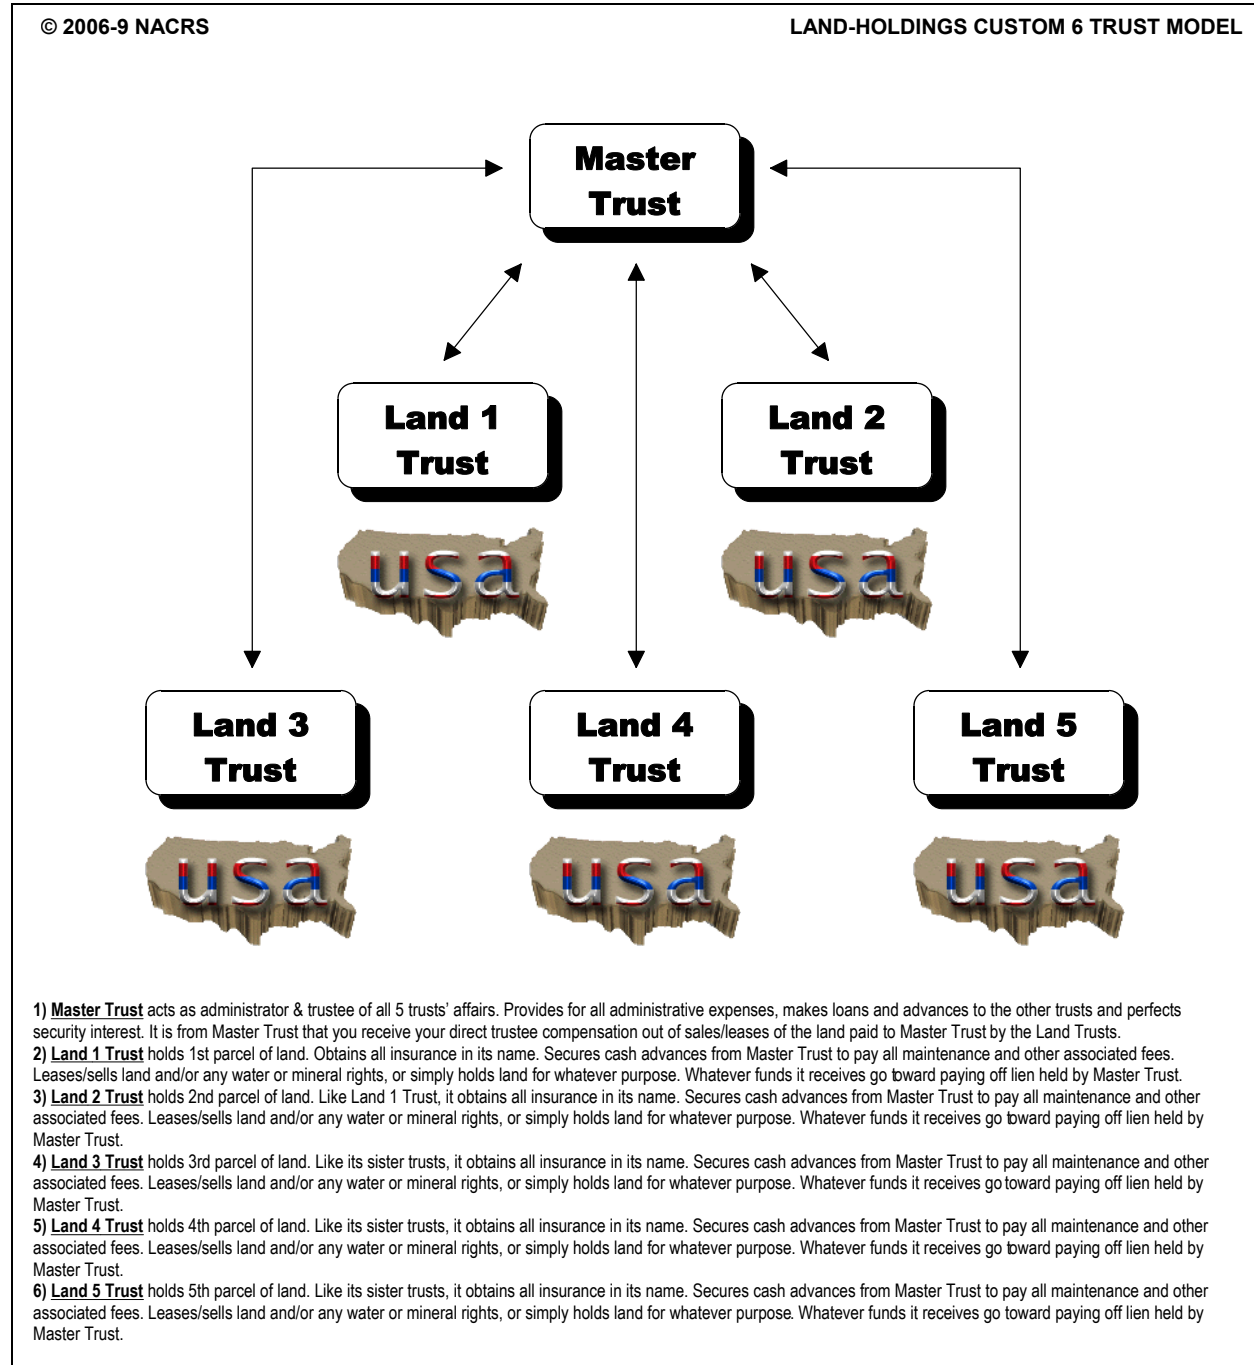 © 2006-9 NACRS
LAND-HOLDINGS CUSTOM 6 TRUST MODEL
Master
Trust
Land 1
Trust
Land 2
Trust
usa
usa
Land 3
Trust
Land 4
Trust
Land 5
Trust
usa
usa
usa
1) Master Trust acts as administrator & trustee of all 5 trusts’ affairs. Provides for all administrative expenses, makes loans and advances to the other trusts and perfects
security interest. It is from Master Trust that you receive your direct trustee compensation out of sales/leases of the land paid to Master Trust by the Land Trusts.
2) Land 1 Trust holds 1st parcel of land. Obtains all insurance in its name. Secures cash advances from Master Trust to pay all maintenance and other associated fees.
Leases/sells land and/or any water or mineral rights, or simply holds land for whatever purpose. Whatever funds it receives go toward paying off lien held by Master Trust.
3) Land 2 Trust holds 2nd parcel of land. Like Land 1 Trust, it obtains all insurance in its name. Secures cash advances from Master Trust to pay all maintenance and other
associated fees. Leases/sells land and/or any water or mineral rights, or simply holds land for whatever purpose. Whatever funds it receives go toward paying off lien held by
Master Trust.
4) Land 3 Trust holds 3rd parcel of land. Like its sister trusts, it obtains all insurance in its name. Secures cash advances from Master Trust to pay all maintenance and other
associated fees. Leases/sells land and/or any water or mineral rights, or simply holds land for whatever purpose. Whatever funds it receives go toward paying off lien held by
Master Trust.
5) Land 4 Trust holds 4th parcel of land. Like its sister trusts, it obtains all insurance in its name. Secures cash advances from Master Trust to pay all maintenance and other
associated fees. Leases/sells land and/or any water or mineral rights, or simply holds land for whatever purpose. Whatever funds it receives go toward paying off lien held by
Master Trust.
6) Land 5 Trust holds 5th parcel of land. Like its sister trusts, it obtains all insurance in its name. Secures cash advances from Master Trust to pay all maintenance and other
associated fees. Leases/sells land and/or any water or mineral rights, or simply holds land for whatever purpose. Whatever funds it receives go toward paying off lien held by
Master Trust.